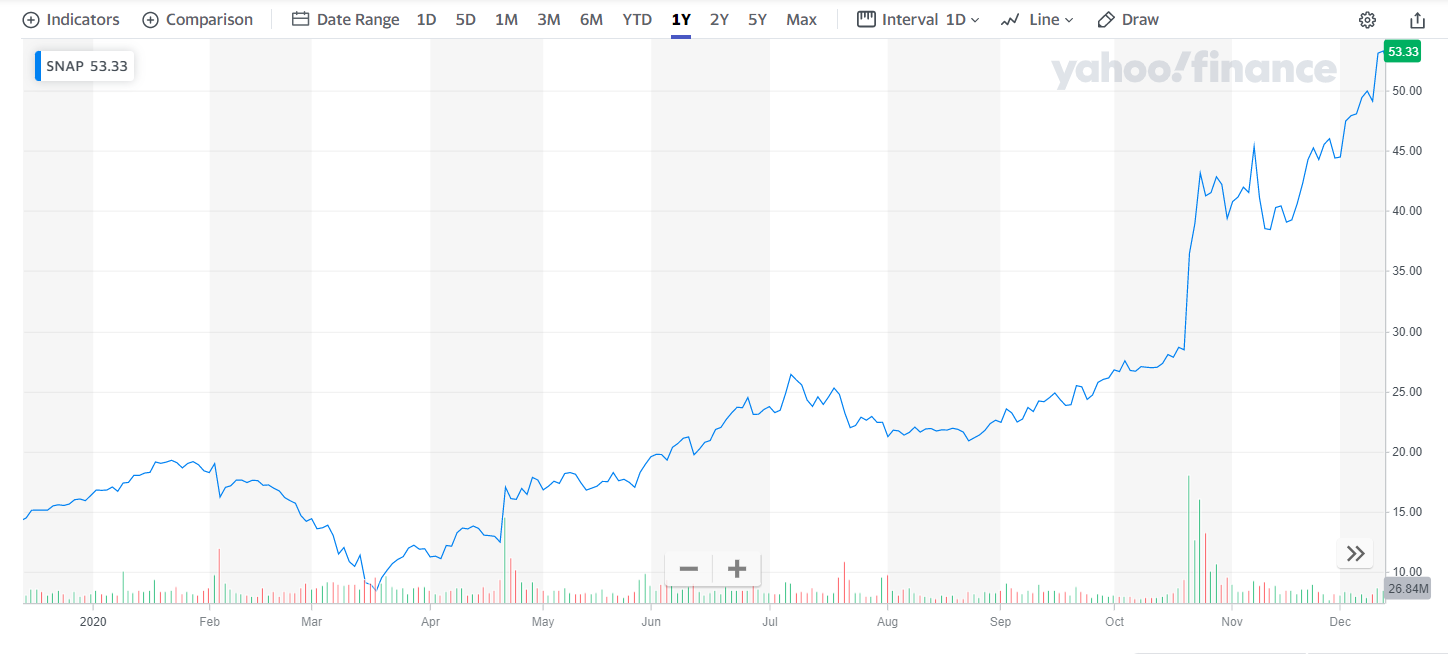 Indicators Comparison Date Range 1D 5D 1M 3M 6M YTD 1Y 2Y 5Y Max Interval 1D Line Draw
SNAP 53.33
yahoo!finance
53.33
50.00
45.00
40.00
35.00
30.00
25.00
20.00
15.00
10.00
26.84M
2020 Feb Mar Apr May Jun Jul Aug Sep Oct Nov Dec